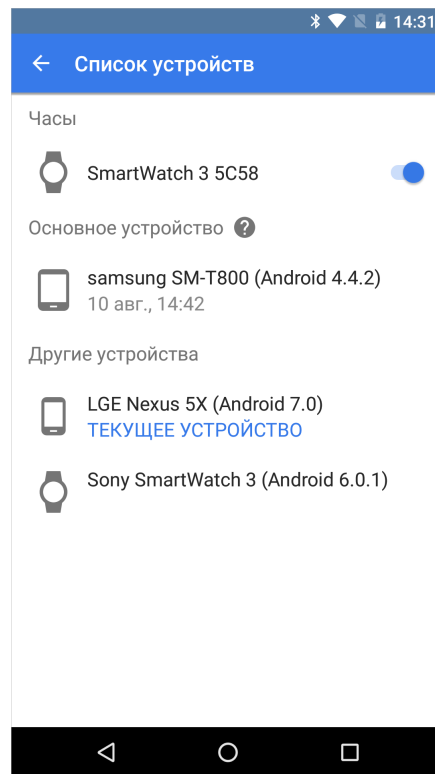 14:31
Список устройств
Часы
SmartWatch 3 5C58
Основное устройство ?
samsung SM-T800 (Android 4.4.2)
10 авг., 14:42
Другие устройства
LGE Nexus 5X (Android 7.0)
ТЕКУЩЕЕ УСТРОЙСТВО
Sony SmartWatch 3 (Android 6.0.1)